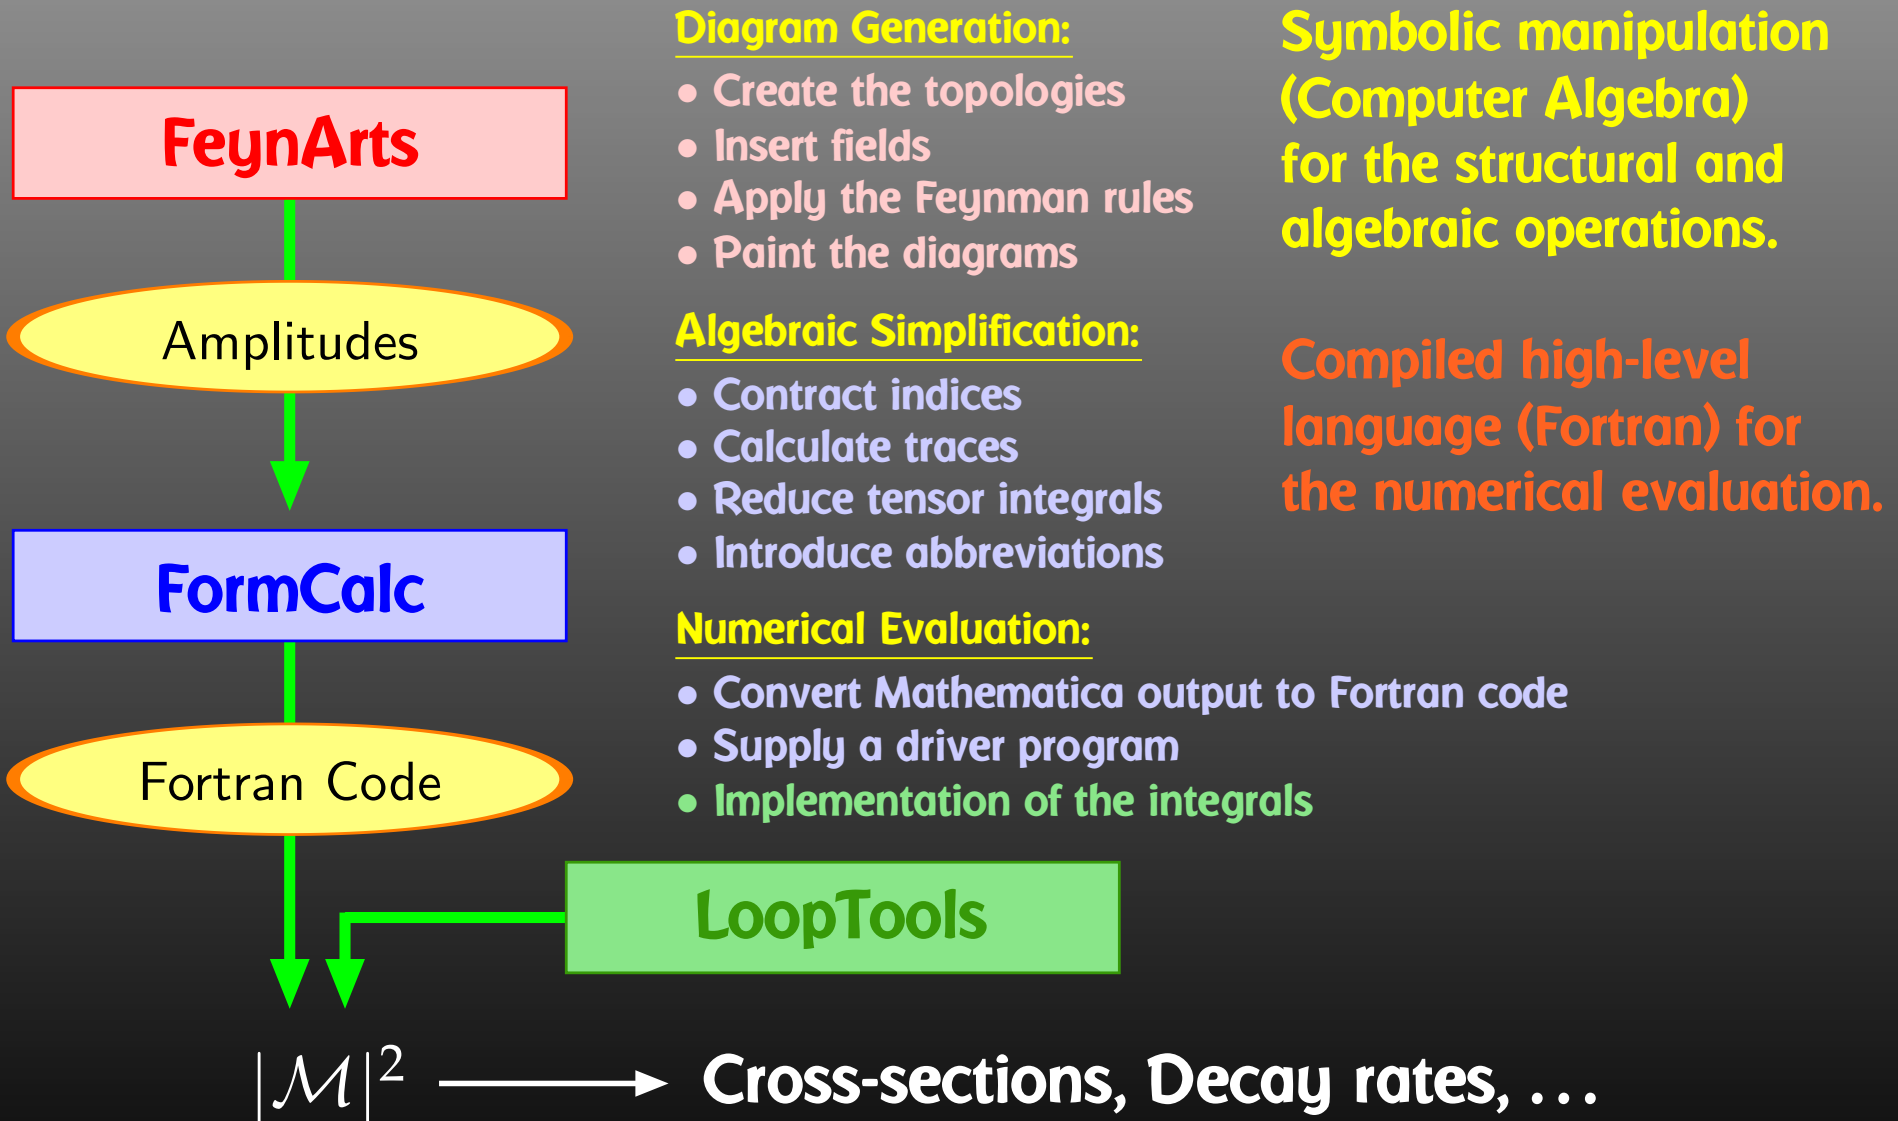 FeynArts
Amplitudes
FormCalc
Fortran Code
LoopTools
|ℳ|²
Cross-sections, Decay rates, ...
Diagram Generation:
• Create the topologies
• Insert fields
• Apply the Feynman rules
• Paint the diagrams
Algebraic Simplification:
• Contract indices
• Calculate traces
• Reduce tensor integrals
• Introduce abbreviations
Numerical Evaluation:
• Convert Mathematica output to Fortran code
• Supply a driver program
• Implementation of the integrals
Symbolic manipulation
(Computer Algebra)
for the structural and
algebraic operations.
Compiled high-level
language (Fortran) for
the numerical evaluation.